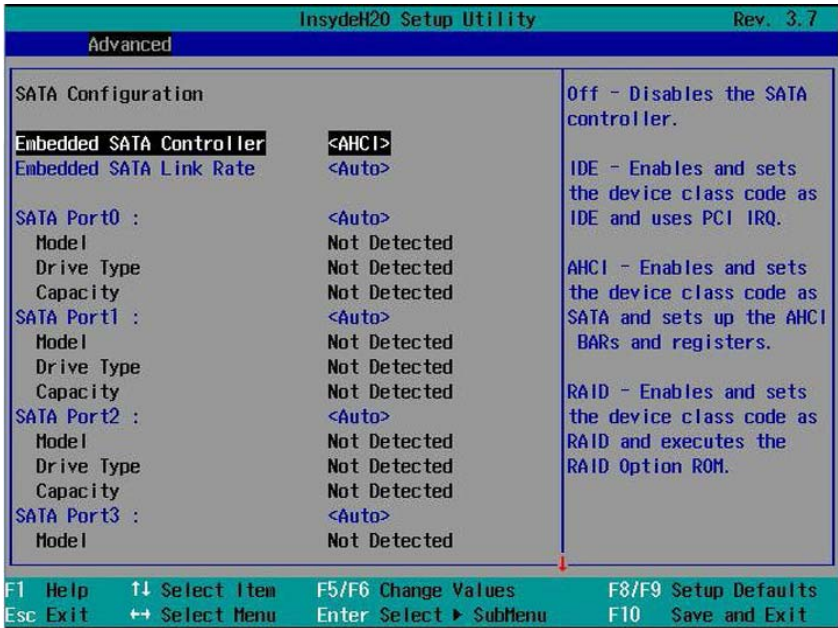 InsydeH20 Setup Utility Rev. 3.7
Advanced
SATA Configuration
Embedded SATA Controller <AHCI>
Embedded SATA Link Rate <Auto>
SATA Port0 : <Auto>
Model Not Detected
Drive Type Not Detected
Capacity Not Detected
SATA Port1 : <Auto>
Model Not Detected
Drive Type Not Detected
Capacity Not Detected
SATA Port2 : <Auto>
Model Not Detected
Drive Type Not Detected
Capacity Not Detected
SATA Port3 : <Auto>
Model Not Detected
Off - Disables the SATA
controller.
IDE - Enables and sets
the device class code as
IDE and uses PCI IRQ.
AHCI - Enables and sets
the device class code as
SATA and sets up the AHCI
BARs and registers.
RAID - Enables and sets
the device class code as
RAID and executes the
RAID Option ROM.
F1 Help ↑↓ Select Item F5/F6 Change Values F8/F9 Setup Defaults
Esc Exit ↔ Select Menu Enter Select ▶ SubMenu F10 Save and Exit